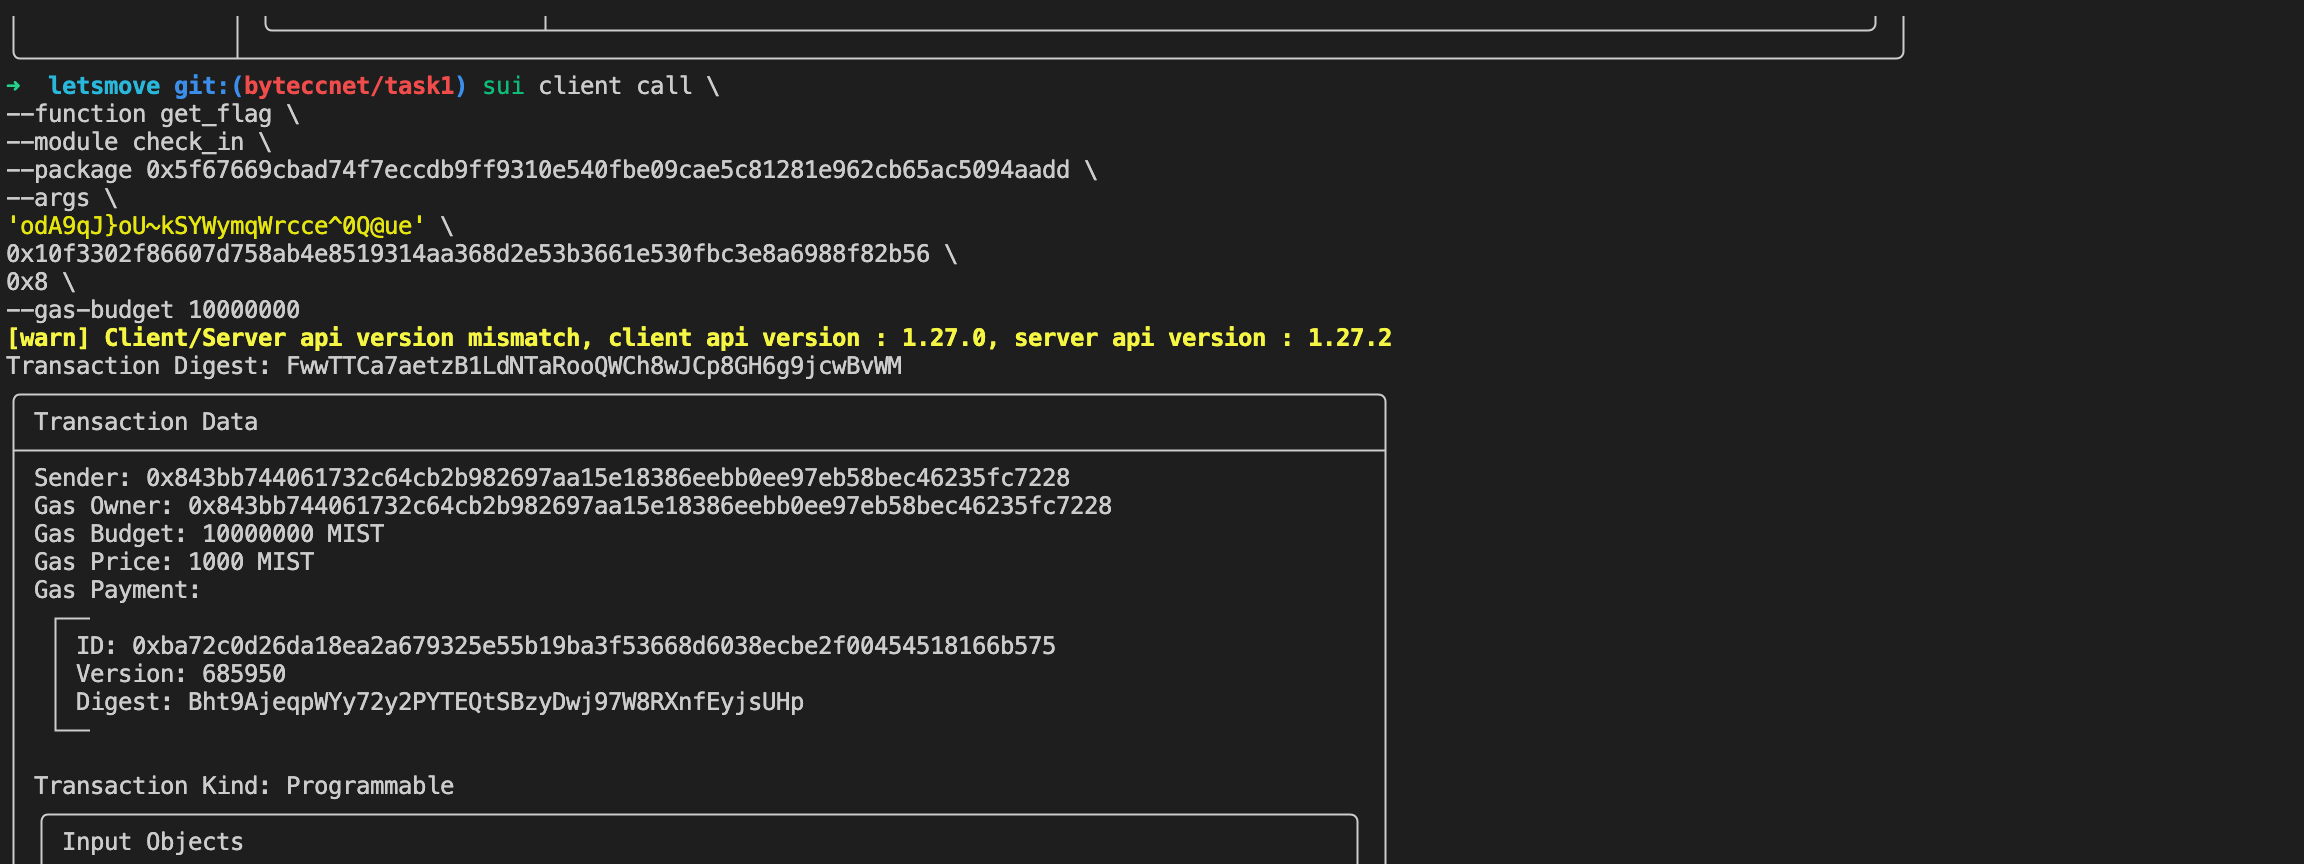 ➜  letsmove git:(byteccnet/task1) sui client call \
--function get_flag \
--module check_in \
--package 0x5f67669cbad74f7eccdb9ff9310e540fbe09cae5c81281e962cb65ac5094aadd \
--args \
'odA9qJ}oU~kSYWymqWrcce^0Q@ue' \
0x10f3302f86607d758ab4e8519314aa368d2e53b3661e530fbc3e8a6988f82b56 \
0x8 \
--gas-budget 10000000
[warn] Client/Server api version mismatch, client api version : 1.27.0, server api version : 1.27.2
Transaction Digest: FwwTTCa7aetzB1LdNTaRooQWCh8wJCp8GH6g9jcwBvWM
Transaction Data
Sender: 0x843bb744061732c64cb2b982697aa15e18386eebb0ee97eb58bec46235fc7228
Gas Owner: 0x843bb744061732c64cb2b982697aa15e18386eebb0ee97eb58bec46235fc7228
Gas Budget: 10000000 MIST
Gas Price: 1000 MIST
Gas Payment:
ID: 0xba72c0d26da18ea2a679325e55b19ba3f53668d6038ecbe2f00454518166b575
Version: 685950
Digest: Bht9AjeqpWYy72y2PYTEQtSBzyDwj97W8RXnfEyjsUHp
Transaction Kind: Programmable
Input Objects